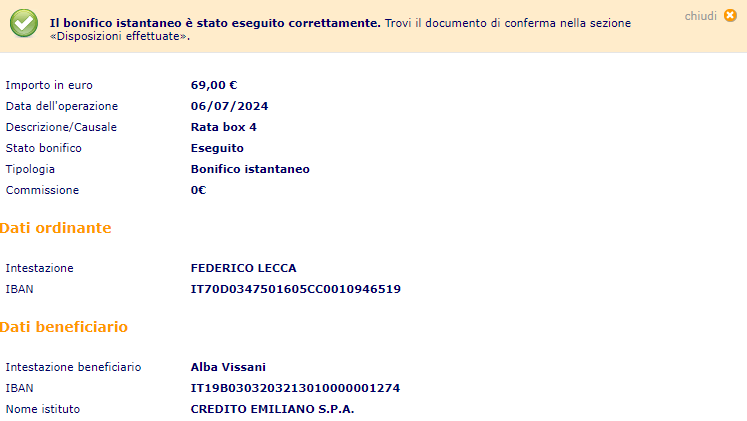 Il bonifico istantaneo è stato eseguito correttamente. Trovi il documento di conferma nella sezione
«Disposizioni effettuate».
chiudi
Importo in euro 69,00 €
Data dell'operazione 06/07/2024
Descrizione/Causale Rata box 4
Stato bonifico Eseguito
Tipologia Bonifico istantaneo
Commissione 0€
Dati ordinante
Intestazione FEDERICO LECCA
IBAN IT70D0347501605CC0010946519
Dati beneficiario
Intestazione beneficiario Alba Vissani
IBAN IT19B0303203213010000001274
Nome istituto CREDITO EMILIANO S.P.A.